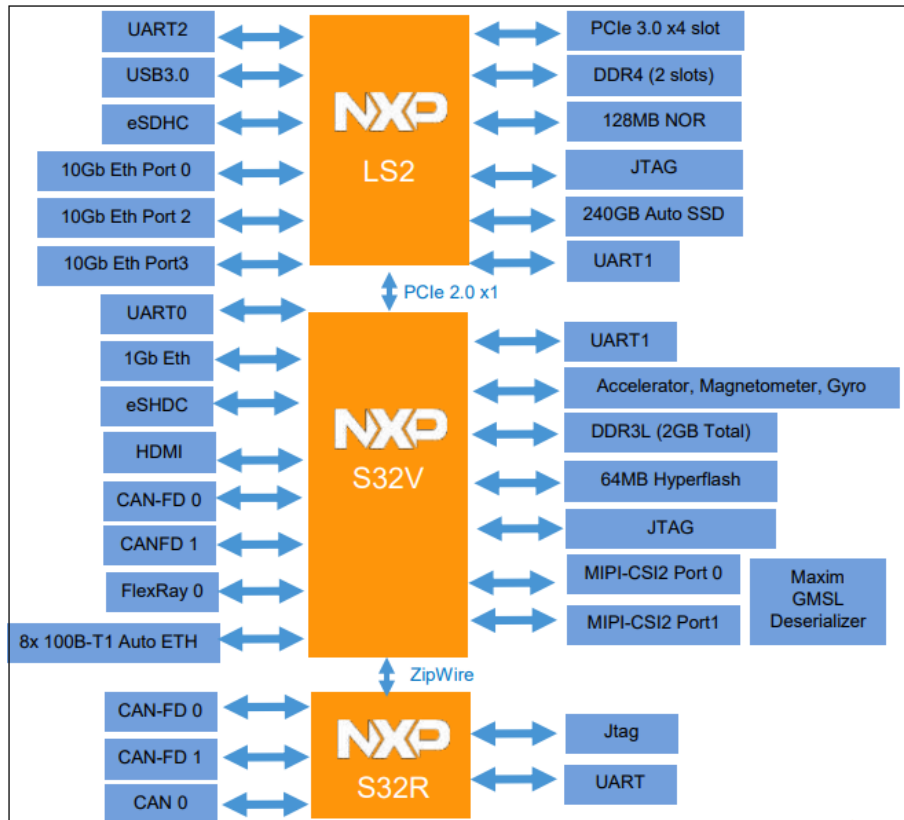 UART2
USB3.0
eSDHC
10Gb Eth Port 0
10Gb Eth Port 2
10Gb Eth Port3
NXP
LS2
PCIe 3.0 x4 slot
DDR4 (2 slots)
128MB NOR
JTAG
240GB Auto SSD
UART1
PCIe 2.0 x1
UART0
1Gb Eth
eSHDC
HDMI
CAN-FD 0
CANFD 1
FlexRay 0
8x 100B-T1 Auto ETH
NXP
S32V
UART1
Accelerator, Magnetometer, Gyro
DDR3L (2GB Total)
64MB Hyperflash
JTAG
MIPI-CSI2 Port 0
MIPI-CSI2 Port1
Maxim
GMSL
Deserializer
ZipWire
CAN-FD 0
CAN-FD 1
CAN 0
NXP
S32R
Jtag
UART